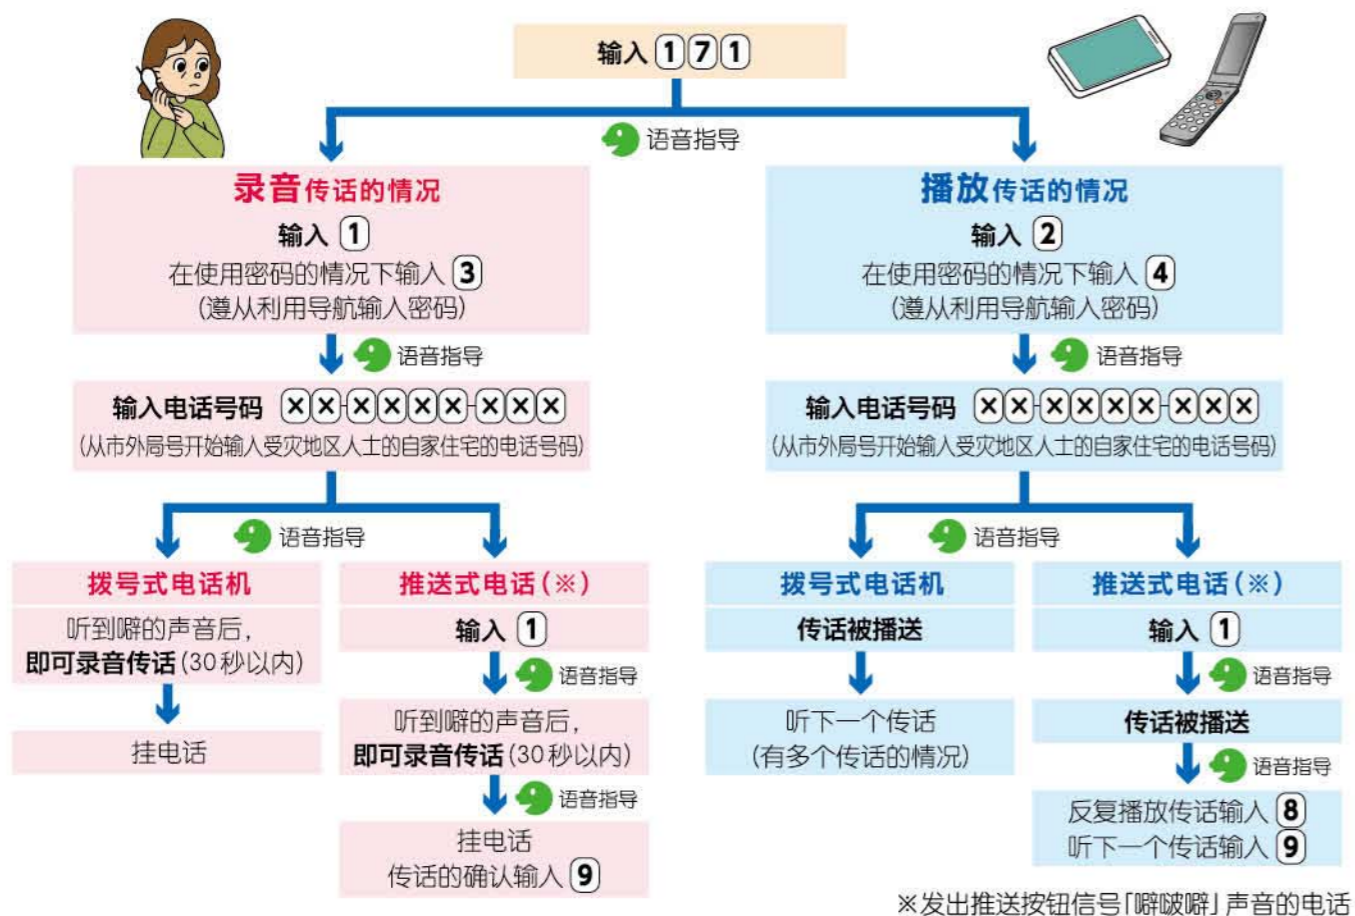 输入 1 7 1
语音指导
录音传话的情况
输入 1
在使用密码的情况下输入 3
(遵从利用导航输入密码)
语音指导
输入电话号码 ××-××××-×××
(从市外局号开始输入受灾地区人士的自家住宅的电话号码)
语音指导
拨号式电话机
听到噼的声音后，
即可录音传话(30秒以内)
挂电话
推送式电话(※)
输入 1
语音指导
听到噼的声音后，
即可录音传话(30秒以内)
语音指导
挂电话
传话的确认输入 9
播放传话的情况
输入 2
在使用密码的情况下输入 4
(遵从利用导航输入密码)
语音指导
输入电话号码 ××-××××-×××
(从市外局号开始输入受灾地区人士的自家住宅的电话号码)
语音指导
拨号式电话机
传话被播送
听下一个传话
(有多个传话的情况)
推送式电话(※)
输入 1
语音指导
传话被播送
语音指导
反复播放传话输入 8
听下一个传话输入 9
※发出推送按钮信号「噼啵噼」声音的电话